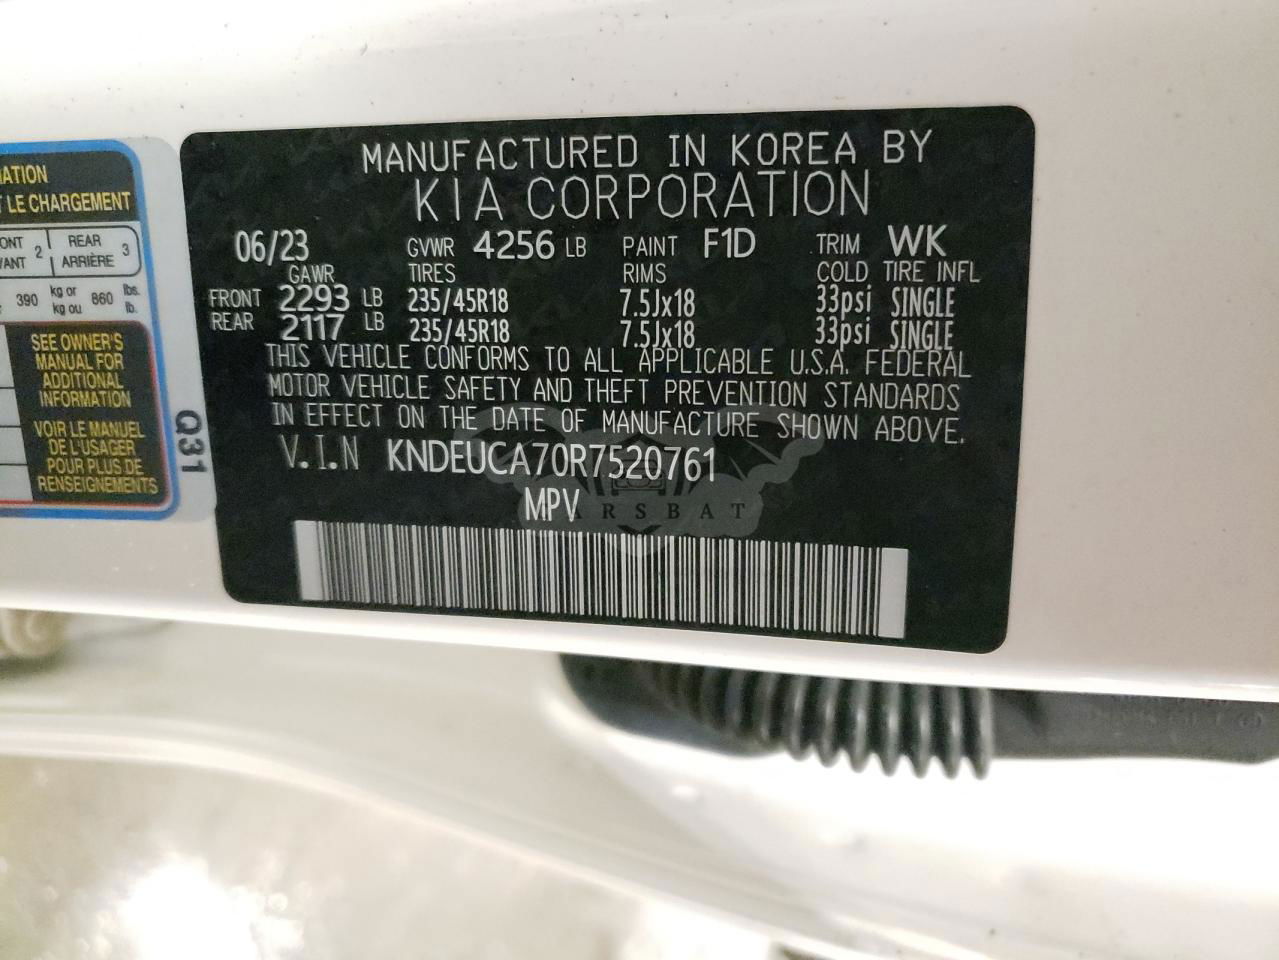 MANUFACTURED IN KOREA BY
KIA CORPORATION
06/23 GVWR 4256 LB PAINT F1D TRIM WK
GAWR TIRES RIMS COLD TIRE INFL
FRONT 2293 LB 235/45R18 7.5Jx18 33psi SINGLE
REAR 2117 LB 235/45R18 7.5Jx18 33psi SINGLE
THIS VEHICLE CONFORMS TO ALL APPLICABLE U.S.A. FEDERAL
MOTOR VEHICLE SAFETY AND THEFT PREVENTION STANDARDS
IN EFFECT ON THE DATE OF MANUFACTURE SHOWN ABOVE.
V.I.N KNDEUCA70R7520761
MPV
LE CHARGEMENT
2 REAR 3
ARRIÈRE
390 kg or 860 lbs.
kg ou lb.
SEE OWNER'S
MANUAL FOR
ADDITIONAL
INFORMATION
VOIR LE MANUEL
DE L'USAGER
POUR PLUS DE
RENSEIGNEMENTS
Q31